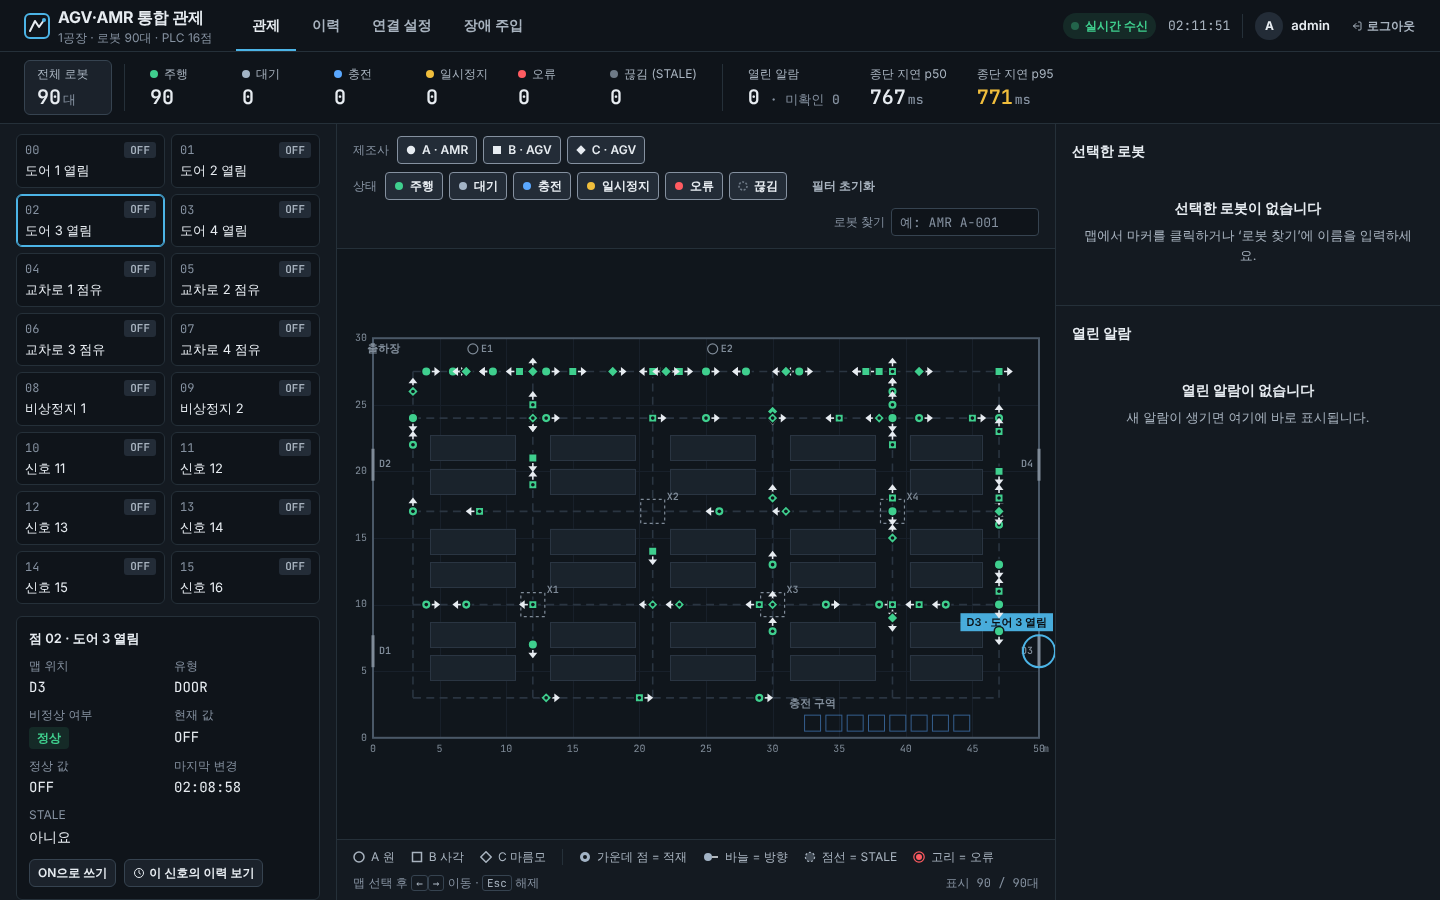 AGV·AMR 통합 관제
1공장 · 로봇 90대 · PLC 16점
관제
이력
연결 설정
장애 주입
실시간 수신
02:11:51
A
admin
로그아웃
전체 로봇
90대
주행
90
대기
0
충전
0
일시정지
0
오류
0
끊김 (STALE)
0
열린 알람
0 · 미확인 0
종단 지연 p50
767ms
종단 지연 p95
771ms
00 OFF
도어 1 열림
01 OFF
도어 2 열림
02 OFF
도어 3 열림
03 OFF
도어 4 열림
04 OFF
교차로 1 점유
05 OFF
교차로 2 점유
06 OFF
교차로 3 점유
07 OFF
교차로 4 점유
08 OFF
비상정지 1
09 OFF
비상정지 2
10 OFF
신호 11
11 OFF
신호 12
12 OFF
신호 13
13 OFF
신호 14
14 OFF
신호 15
15 OFF
신호 16
점 02 · 도어 3 열림
맵 위치
D3
유형
DOOR
비정상 여부
정상
현재 값
OFF
정상 값
OFF
마지막 변경
02:08:58
STALE
아니요
ON으로 쓰기
이 신호의 이력 보기
제조사
A · AMR
B · AGV
C · AGV
상태
주행
대기
충전
일시정지
오류
끊김
필터 초기화
로봇 찾기
예: AMR A-001
30
출하장
E1
E2
25
D2
D4
20
X2
X4
15
X1
X3
10
D3 · 도어 3 열림
D1
D3
5
충전 구역
0
0 5 10 15 20 25 30 35 40 45 50m
A 원
B 사각
C 마름모
가운데 점 = 적재
바늘 = 방향
점선 = STALE
고리 = 오류
맵 선택 후 ← → 이동 · Esc 해제
표시 90 / 90대
선택한 로봇
선택한 로봇이 없습니다
맵에서 마커를 클릭하거나 ‘로봇 찾기’에 이름을 입력하세
요.
열린 알람
열린 알람이 없습니다
새 알람이 생기면 여기에 바로 표시됩니다.